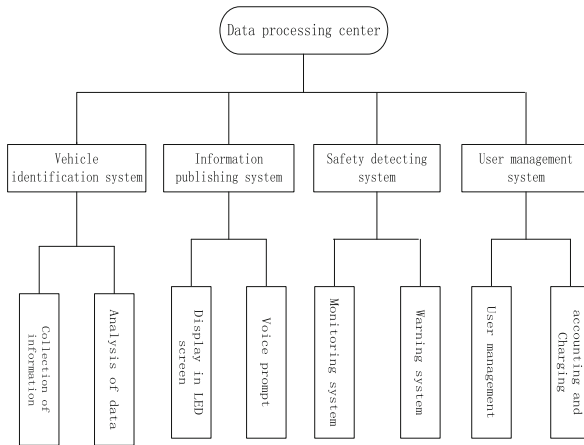 Data processing center
Vehicle
identification system
Information
publishing system
Safety detecting
system
User management
system
Collection of
information
Analysis of data
Display in LED
screen
Voice prompt
Monitoring system
Warning system
User management
accounting and
Charging